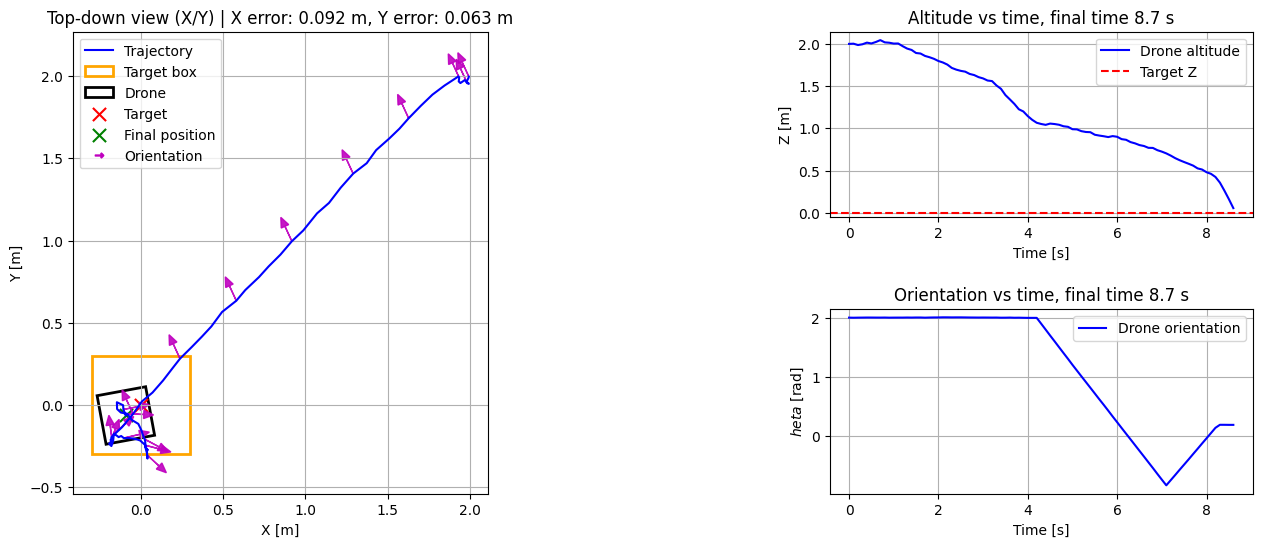 Top-down view (X/Y) | X error: 0.092 m, Y error: 0.063 m
Trajectory
Target box
Drone
Target
Final position
Orientation
2.0
1.5
1.0
0.5
0.0
−0.5
Y [m]
0.0
0.5
1.0
1.5
2.0
X [m]
Altitude vs time, final time 8.7 s
Drone altitude
Target Z
2.0
1.5
1.0
0.5
0.0
Z [m]
0
2
4
6
8
Time [s]
Orientation vs time, final time 8.7 s
Drone orientation
2
1
0
heta [rad]
0
2
4
6
8
Time [s]